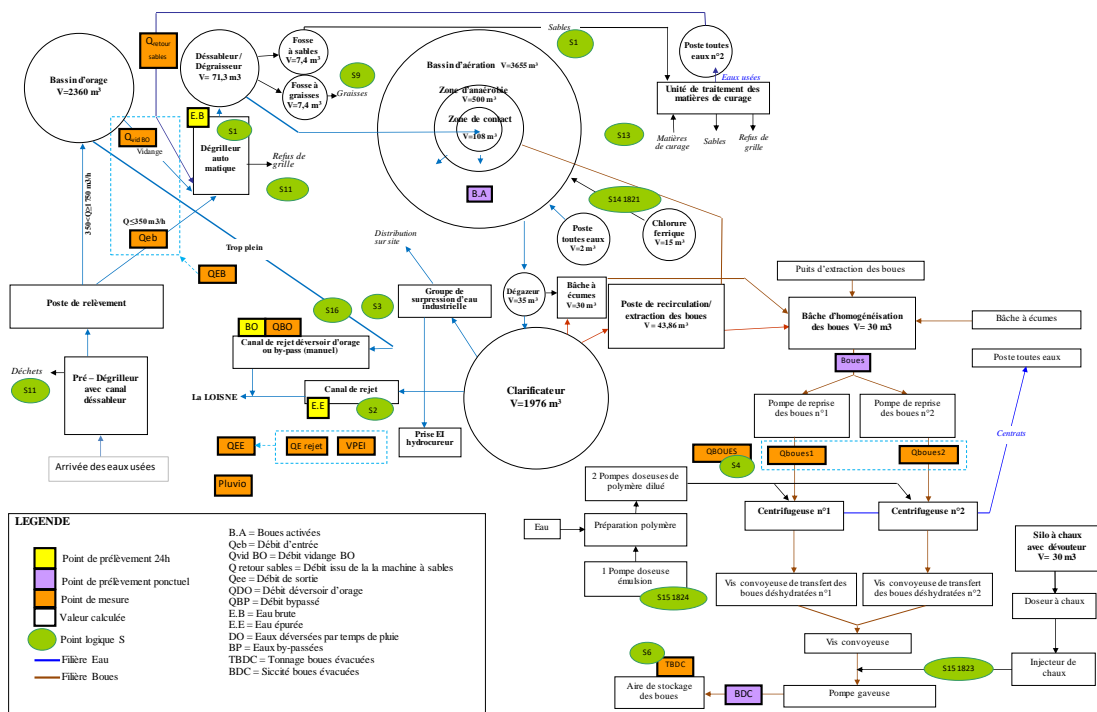 Bassin d'orage
V=2360 m³
Q retour
sables
Déssableur /
Dégraisseur
V= 71,3 m3
Fosse
à sables
V=7,4 m³
Fosse à
graisses
V=7,4 m³
S9
Graisses
Sables
S1
Bassin d'aération V=3655 m³
Zone d'anaérobie
V=500 m³
Zone de contact
V=108 m³
B.A
Poste toutes
eaux n°2
Eaux usées
Unité de traitement des
matières de curage
Matières
de curage
Sables
Refus de
grille
S13
E.B
S1
Dégrilleur
auto
matique
Refus de
grille
S11
Qvid BO
Vidange
350<Q≥1750 m3/h
Q≤350 m3/h
Qeb
QEB
Trop plein
S14 1821
Poste
toutes eaux
V=2 m³
Chlorure
ferrique
V=15 m³
Distribution
sur site
Poste de relèvement
Groupe de
surpression d'eau
industrielle
Dégazeur
V=35 m³
Bâche à
écumes
V=30 m³
Poste de recirculation/
extraction des boues
V = 43,86 m³
Puits d'extraction des boues
Bâche d'homogénéisation
des boues V= 30 m3
Bâche à écumes
Boues
Poste toutes eaux
S16
S3
BO
QBO
Canal de rejet déversoir d'orage
ou by-pass (manuel)
Déchets
S11
Pré – Dégrilleur
avec canal
déssableur
Arrivée des eaux usées
La LOISNE
Canal de rejet
E.E
S2
Clarificateur
V=1976 m³
Prise EI
hydrocureur
QEE
QE rejet
VPEI
Pluvio
Pompe de reprise
des boues n°1
Pompe de reprise
des boues n°2
Centrats
QBOUES
S4
Qboues1
Qboues2
2 Pompes doseuses de
polymère dilué
Eau
Préparation polymère
1 Pompe doseuse
émulsion
S15 1824
Centrifugeuse n°1
Centrifugeuse n°2
Silo à chaux
avec dévouteur
V= 30 m3
Vis convoyeuse de transfert des
boues déshydratées n°1
Vis convoyeuse de transfert
des boues déshydratées n°2
Doseur à chaux
Vis convoyeuse
Injecteur de
chaux
S15 1823
S6
TBDC
Aire de stockage
des boues
BDC
Pompe gaveuse
LEGENDE
Point de prélèvement 24h
Point de prélèvement ponctuel
Point de mesure
Valeur calculée
Point logique S
Filière Eau
Filière Boues
B.A = Boues activées
Qeb = Débit d'entrée
Qvid BO = Débit vidange BO
Q retour sables = Débit issu de la la machine à sables
Qee = Débit de sortie
QDO = Débit déversoir d'orage
QBP = Débit bypassé
E.B = Eau brute
E.E = Eau épurée
DO = Eaux déversées par temps de pluie
BP = Eaux by-passées
TBDC = Tonnage boues évacuées
BDC = Siccité boues évacuées